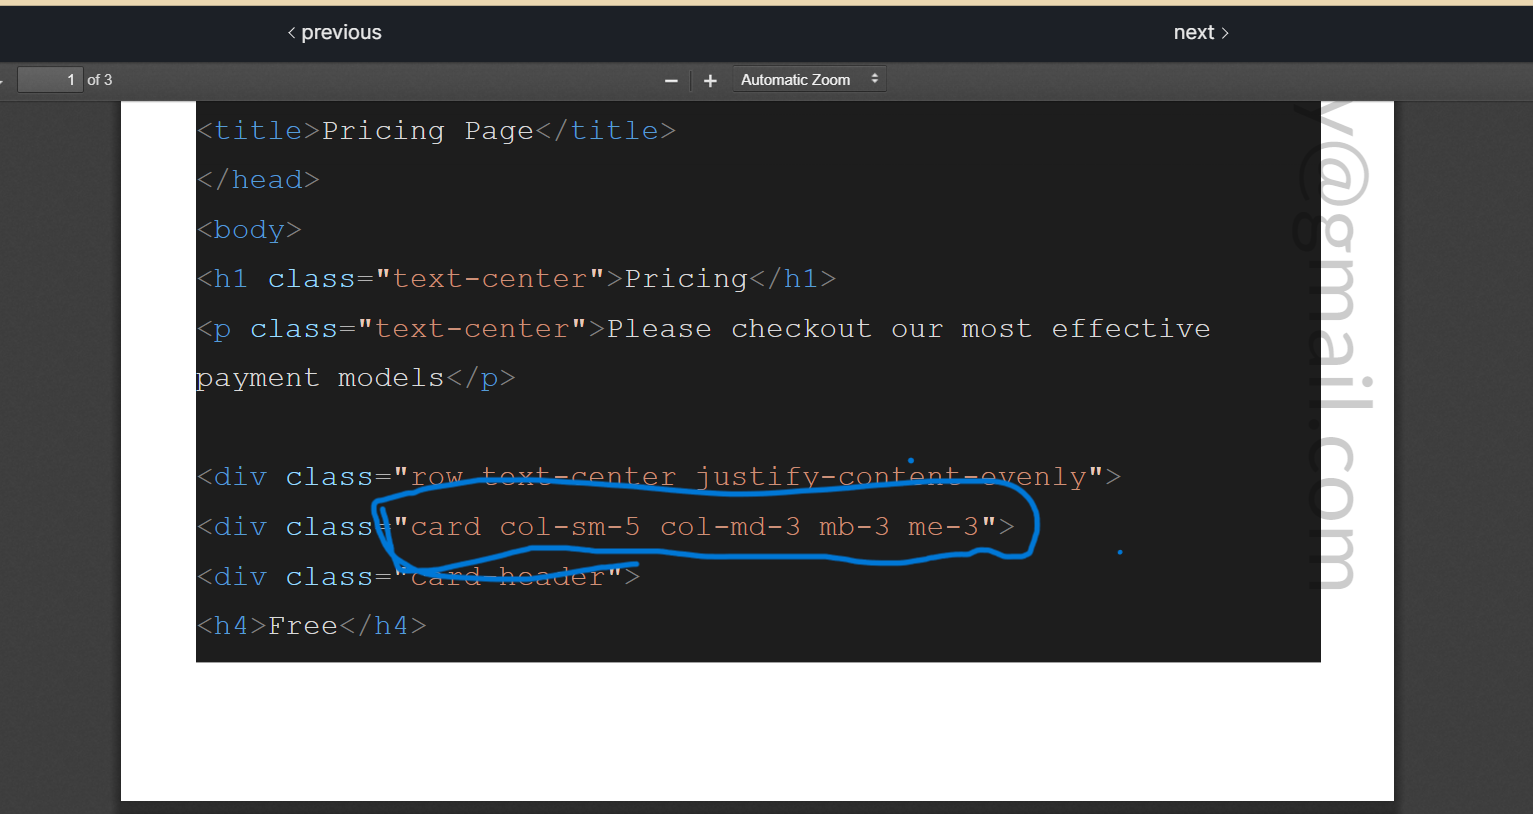 < previous
next >
1 of 3
− + Automatic Zoom
<title>Pricing Page</title>
</head>
<body>
<h1 class="text-center">Pricing</h1>
<p class="text-center">Please checkout our most effective
payment models</p>
<div class="row text-center justify-content-evenly">
<div class="card col-sm-5 col-md-3 mb-3 me-3">
<div class="card-header">
<h4>Free</h4>
y@gmail.com